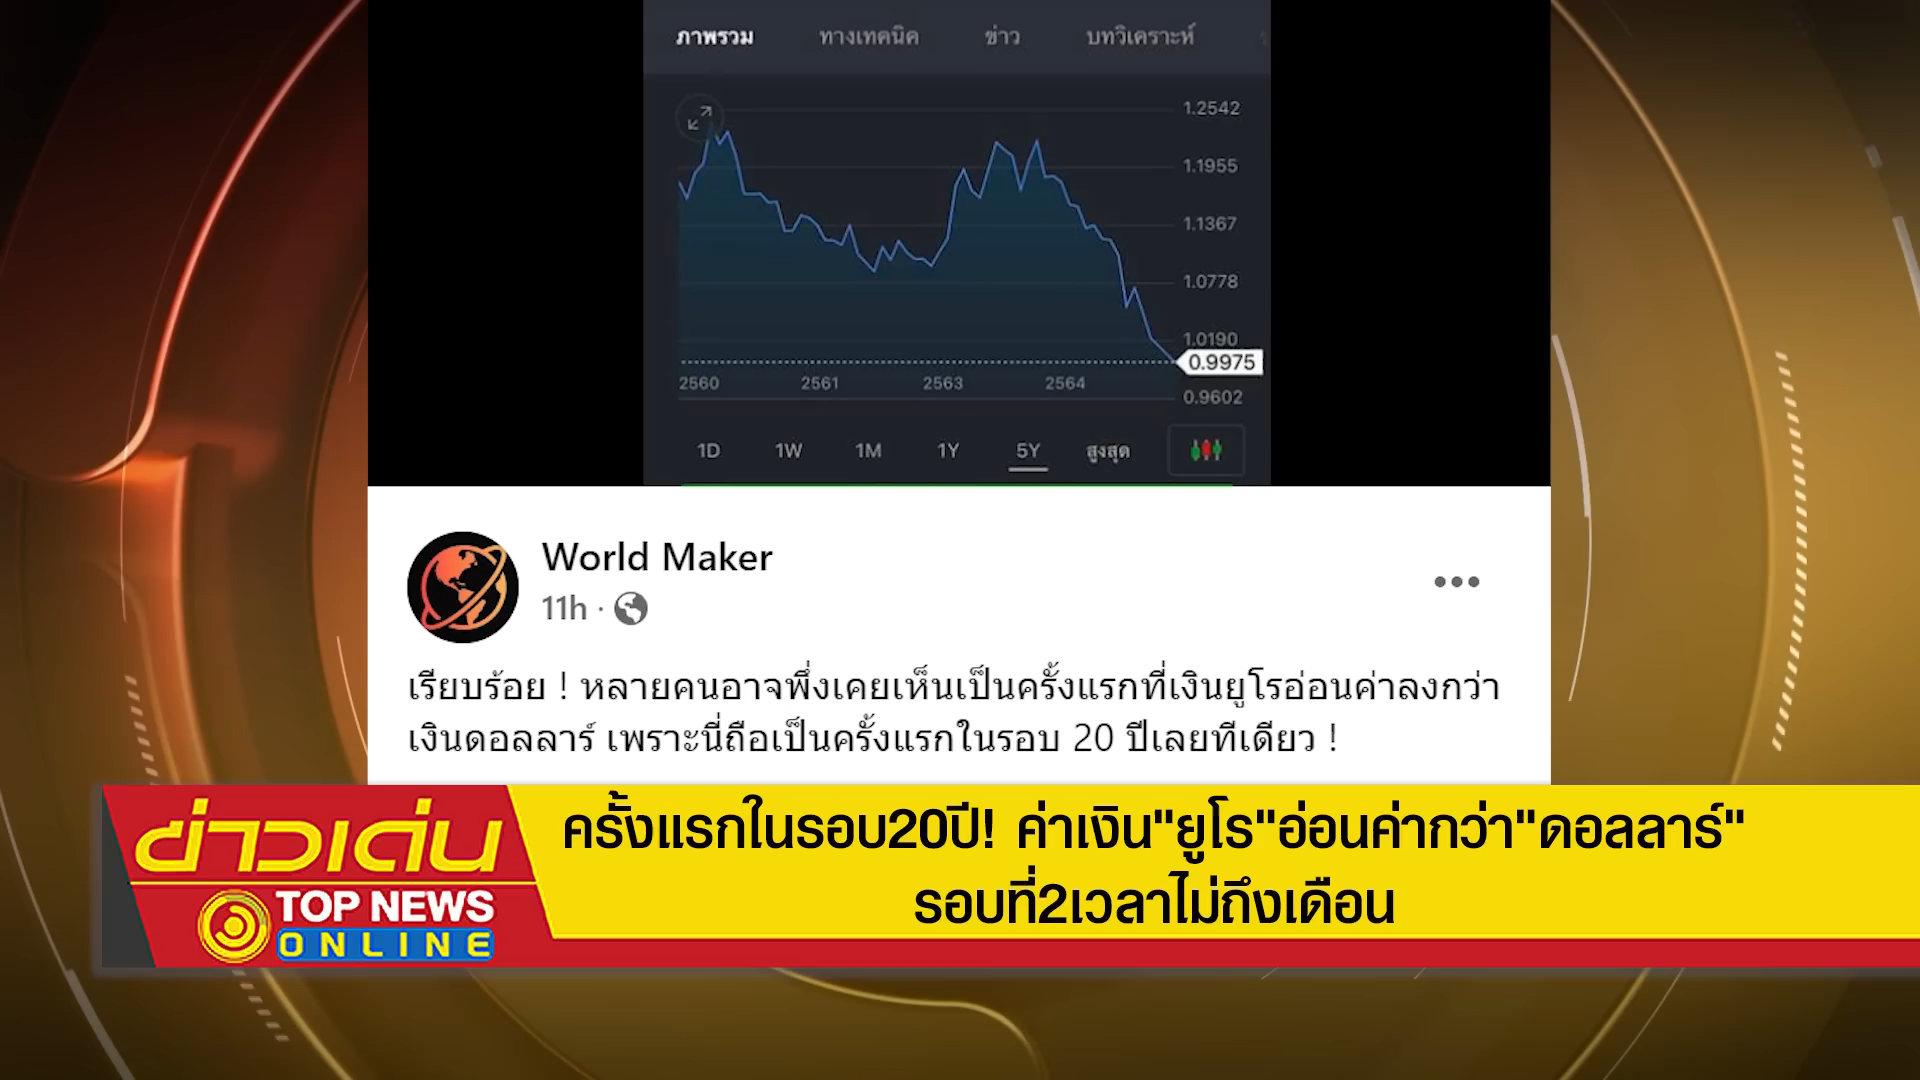 ภาพรวม ทางเทคนิค ข่าว บทวิเคราะห์
1.2542
1.1955
1.1367
1.0778
1.0190
0.9975
2560 2561 2563 2564
0.9602
1D 1W 1M 1Y 5Y สูงสุด
World Maker
11h ·
เรียบร้อย ! หลายคนอาจพึ่งเคยเห็นเป็นครั้งแรกที่เงินยูโรอ่อนค่าลงกว่า
เงินดอลลาร์ เพราะนี่ถือเป็นครั้งแรกในรอบ 20 ปีเลยทีเดียว !
ข่าวเด่น
TOP NEWS
ONLINE
ครั้งแรกในรอบ20ปี! ค่าเงิน"ยูโร"อ่อนค่ากว่า"ดอลลาร์"
รอบที่2เวลาไม่ถึงเดือน